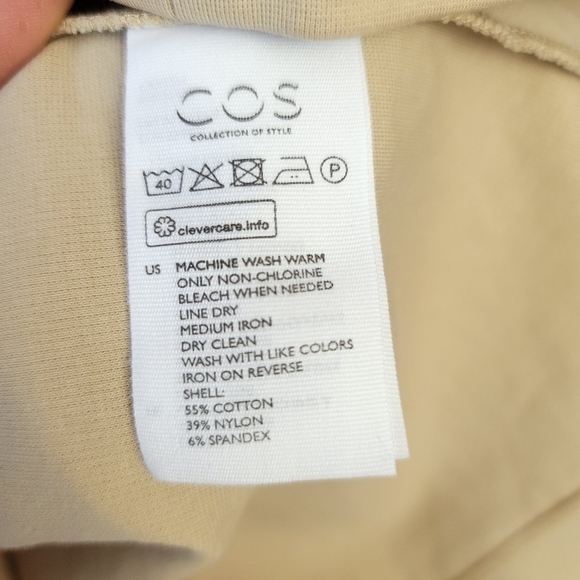 COS
COLLECTION OF STYLE
40 P
clevercare.info
US MACHINE WASH WARM
ONLY NON-CHLORINE
BLEACH WHEN NEEDED
LINE DRY
MEDIUM IRON
DRY CLEAN
WASH WITH LIKE COLORS
IRON ON REVERSE
SHELL:
55% COTTON
39% NYLON
6% SPANDEX